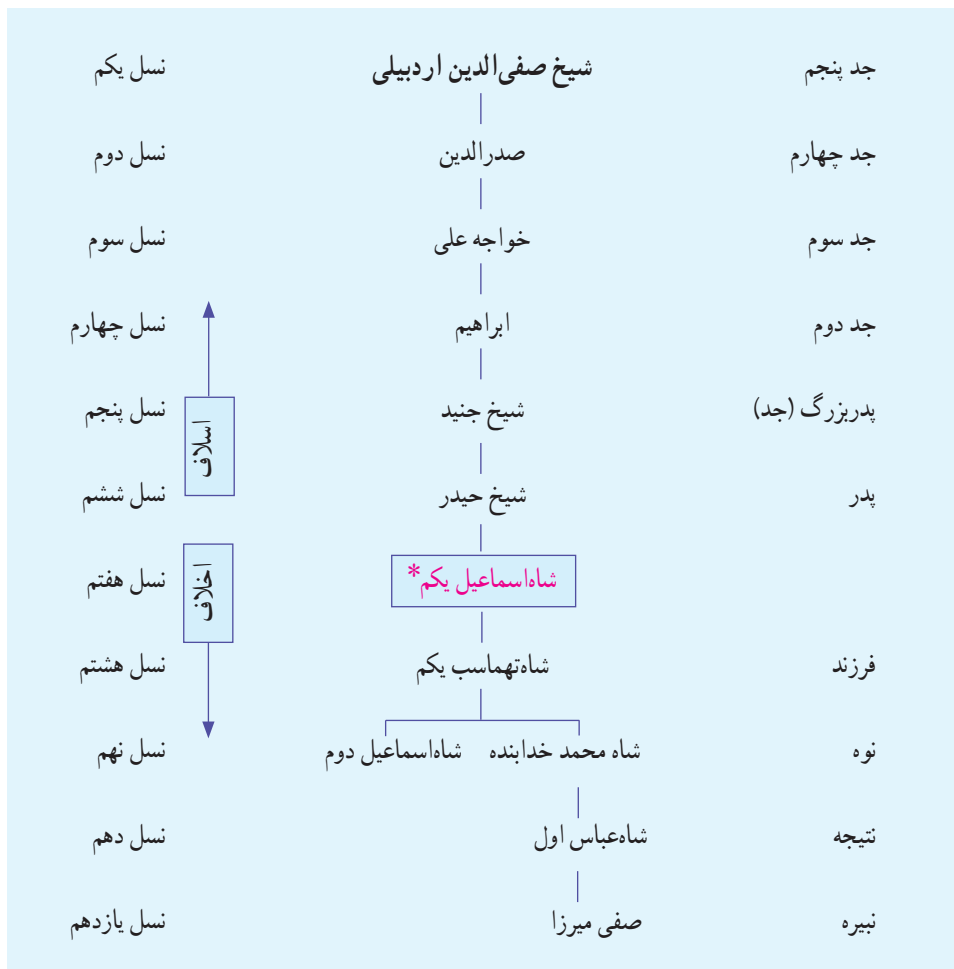 جد پنجم شیخ صفی‌الدین اردبیلی نسل یکم
جد چهارم صدرالدین نسل دوم
جد سوم خواجه علی نسل سوم
جد دوم ابراهیم نسل چهارم
پدربزرگ (جد) شیخ جنید نسل پنجم
اسلاف
پدر شیخ حیدر نسل ششم
شاه‌اسماعیل یکم* نسل هفتم
اخلاف
فرزند شاه‌تهماسب یکم نسل هشتم
نوه شاه محمد خدابنده شاه‌اسماعیل دوم نسل نهم
نتیجه شاه‌عباس اول نسل دهم
نبیره صفی میرزا نسل یازدهم